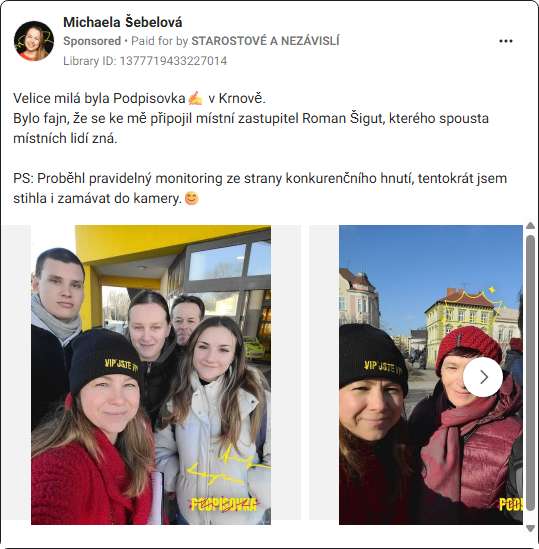 Michaela Šebelová
Sponsored • Paid for by STAROSTOVÉ A NEZÁVISLÍ
Library ID: 1377719433227014
Velice milá byla Podpisovka✍️ v Krnově.
Bylo fajn, že se ke mě připojil místní zastupitel Roman Šigut, kterého spousta
místních lidí zná.
PS: Proběhl pravidelný monitoring ze strany konkurenčního hnutí, tentokrát jsem
stihla i zamávat do kamery.😊
VIP JSTE VY
PODPISOVKA
VIP JSTE VY
PODP